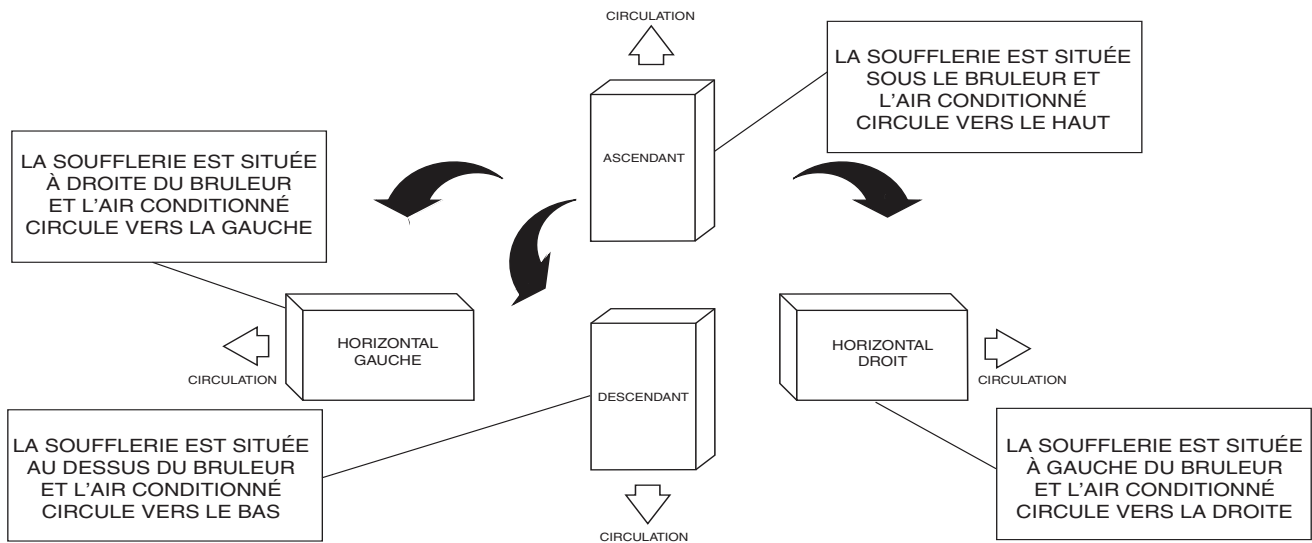 CIRCULATION
LA SOUFFLERIE EST SITUÉE
SOUS LE BRULEUR ET
L'AIR CONDITIONNÉ
CIRCULE VERS LE HAUT
ASCENDANT
LA SOUFFLERIE EST SITUÉE
À DROITE DU BRULEUR
ET L'AIR CONDITIONNÉ
CIRCULE VERS LA GAUCHE
HORIZONTAL
GAUCHE
CIRCULATION
HORIZONTAL
DROIT
CIRCULATION
DESCENDANT
LA SOUFFLERIE EST SITUÉE
AU DESSUS DU BRULEUR
ET L'AIR CONDITIONNÉ
CIRCULE VERS LE BAS
LA SOUFFLERIE EST SITUÉE
À GAUCHE DU BRULEUR
ET L'AIR CONDITIONNÉ
CIRCULE VERS LA DROITE
CIRCULATION